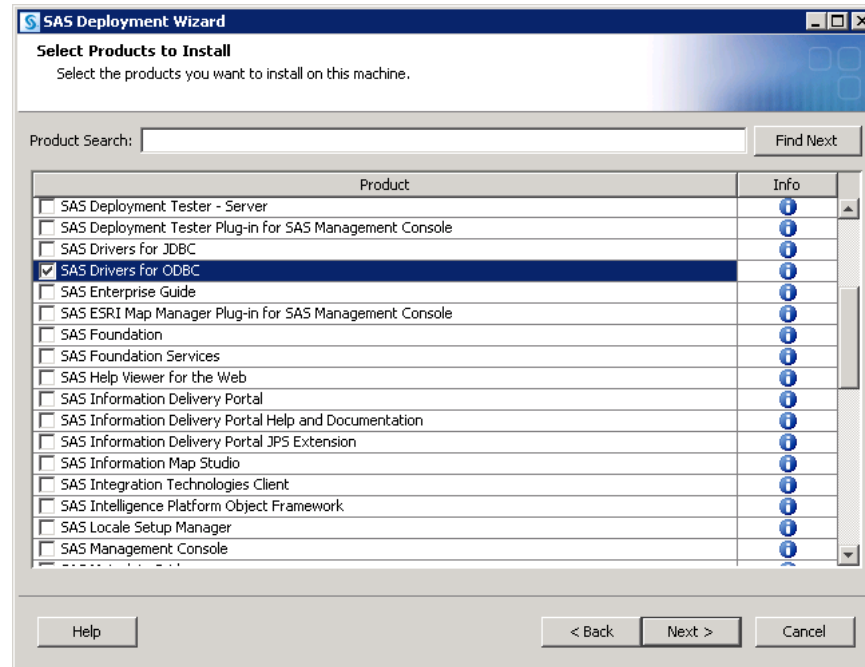 SAS Deployment Wizard
Select Products to Install
Select the products you want to install on this machine.
Product Search:
Find Next
Product Info
SAS Deployment Tester - Server
SAS Deployment Tester Plug-in for SAS Management Console
SAS Drivers for JDBC
SAS Drivers for ODBC
SAS Enterprise Guide
SAS ESRI Map Manager Plug-in for SAS Management Console
SAS Foundation
SAS Foundation Services
SAS Help Viewer for the Web
SAS Information Delivery Portal
SAS Information Delivery Portal Help and Documentation
SAS Information Delivery Portal JPS Extension
SAS Information Map Studio
SAS Integration Technologies Client
SAS Intelligence Platform Object Framework
SAS Locale Setup Manager
SAS Management Console
Help < Back Next > Cancel